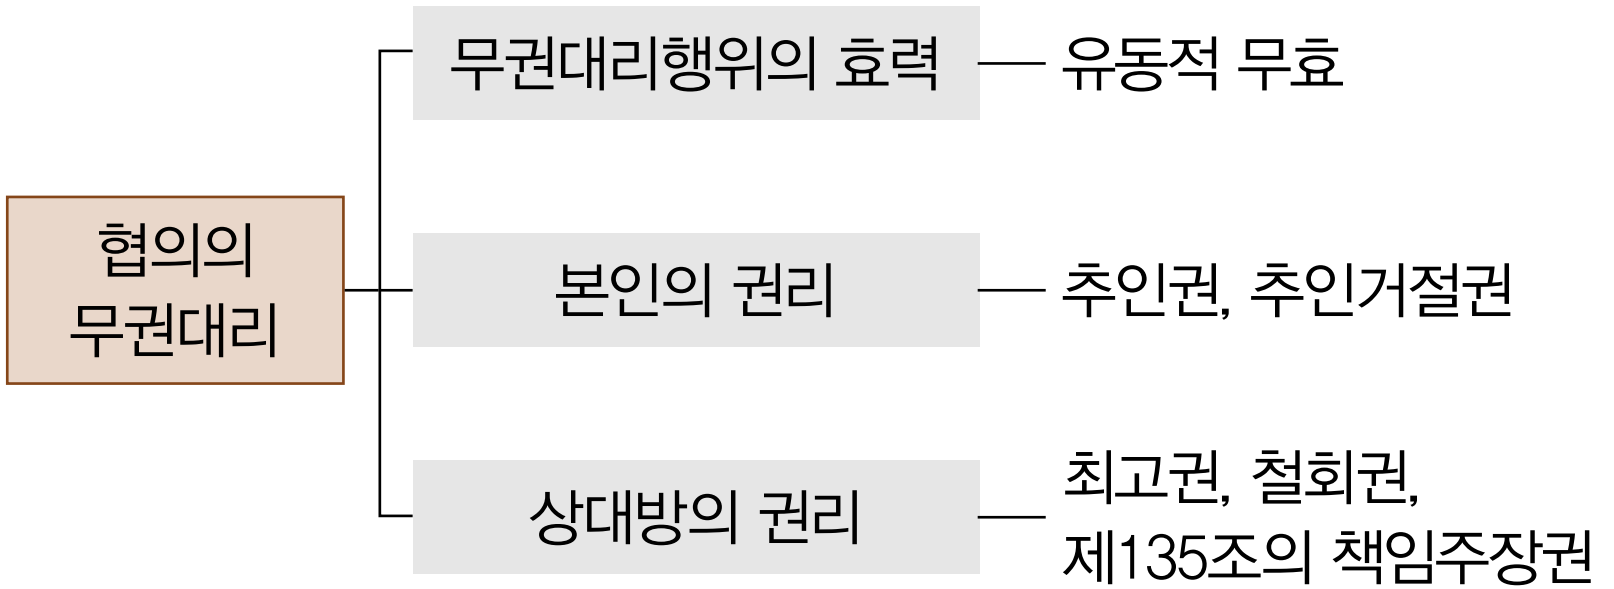 협의의
무권대리
무권대리행위의 효력
유동적 무효
본인의 권리
추인권, 추인거절권
상대방의 권리
최고권, 철회권,
제135조의 책임주장권